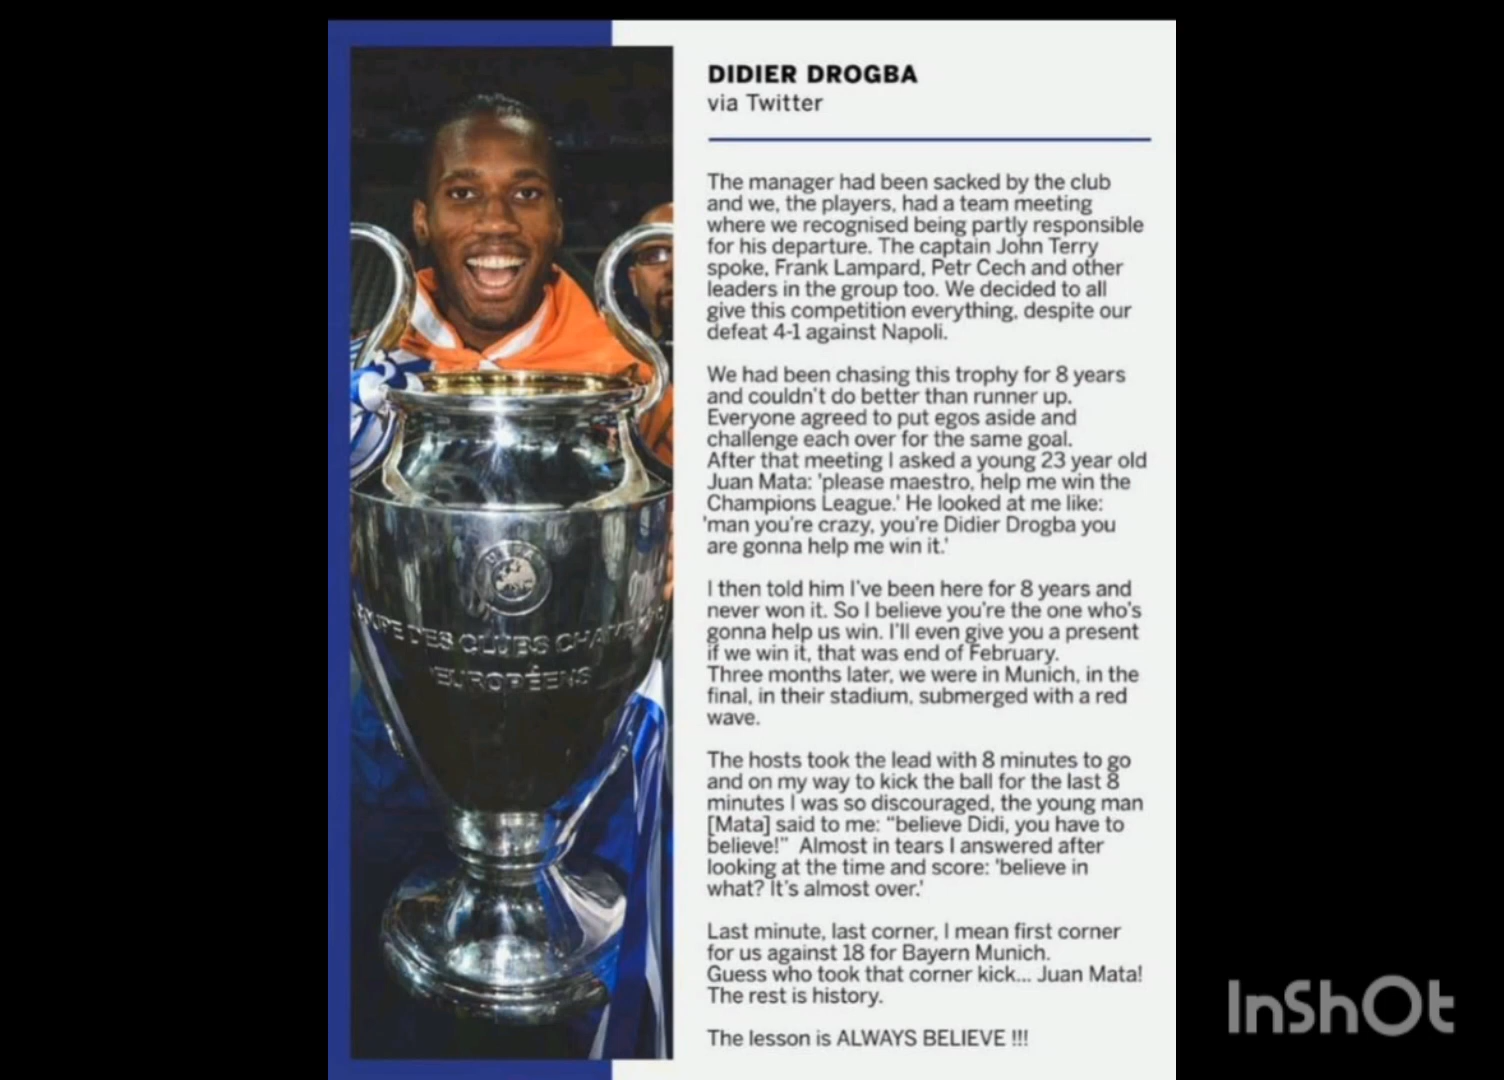 DIDIER DROGBA
via Twitter
The manager had been sacked by the club
and we, the players, had a team meeting
where we recognised being partly responsible
for his departure. The captain John Terry
spoke, Frank Lampard, Petr Cech and other
leaders in the group too. We decided to all
give this competition everything, despite our
defeat 4-1 against Napoli.
We had been chasing this trophy for 8 years
and couldn't do better than runner up.
Everyone agreed to put egos aside and
challenge each over for the same goal.
After that meeting I asked a young 23 year old
Juan Mata: 'please maestro, help me win the
Champions League.' He looked at me like:
'man you're crazy, you're Didier Drogba you
are gonna help me win it.'
I then told him I've been here for 8 years and
never won it. So I believe you're the one who's
gonna help us win. I'll even give you a present
if we win it, that was end of February.
Three months later, we were in Munich, in the
final, in their stadium, submerged with a red
wave.
The hosts took the lead with 8 minutes to go
and on my way to kick the ball for the last 8
minutes I was so discouraged, the young man
[Mata] said to me: "believe Didi, you have to
believe!" Almost in tears I answered after
looking at the time and score: 'believe in
what? It's almost over.'
Last minute, last corner, I mean first corner
for us against 18 for Bayern Munich.
Guess who took that corner kick... Juan Mata!
The rest is history.
The lesson is ALWAYS BELIEVE !!!
DES CLUBS
EUROPÉENS
InShOt